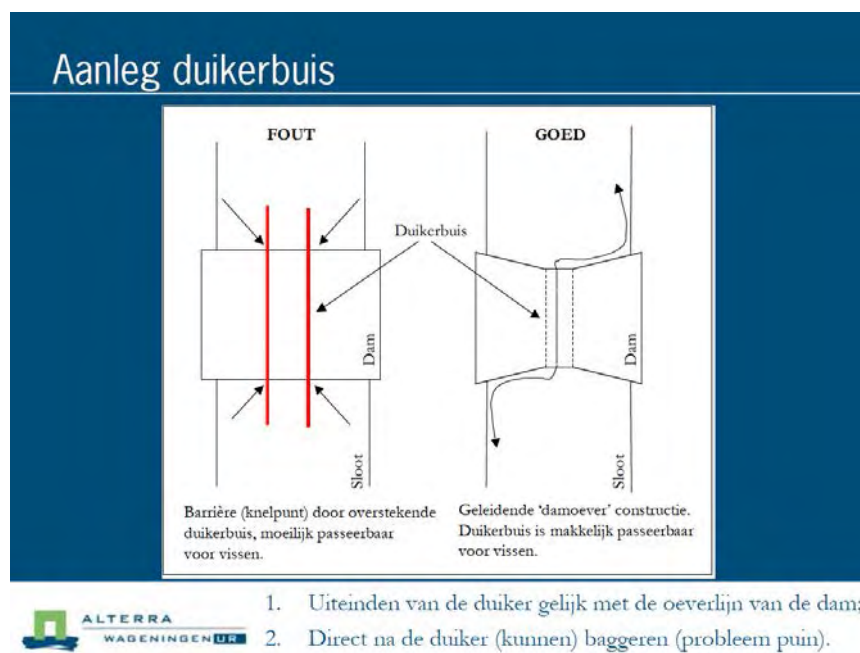 Aanleg duikerbuis
FOUT
GOED
Duikerbuis
Dam
Dam
Sloot
Sloot
Barrière (knelpunt) door overstekende
duikerbuis, moeilijk passeerbaar
voor vissen.
Geleidende ‘damoever’ constructie.
Duikerbuis is makkelijk passeerbaar
voor vissen.
ALTERRA
WAGENINGEN UR
1. Uiteinden van de duiker gelijk met de oeverlijn van de dam;
2. Direct na de duiker (kunnen) baggeren (probleem puin).